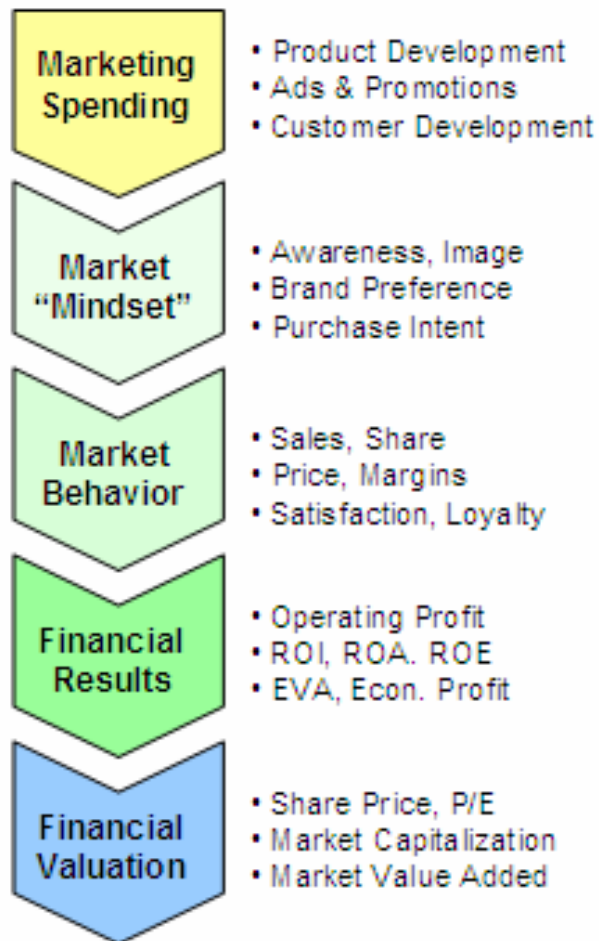 Marketing
Spending
• Product Development
• Ads & Promotions
• Customer Development
Market
“Mindset”
• Awareness, Image
• Brand Preference
• Purchase Intent
Market
Behavior
• Sales, Share
• Price, Margins
• Satisfaction, Loyalty
Financial
Results
• Operating Profit
• ROI, ROA. ROE
• EVA, Econ. Profit
Financial
Valuation
• Share Price, P/E
• Market Capitalization
• Market Value Added